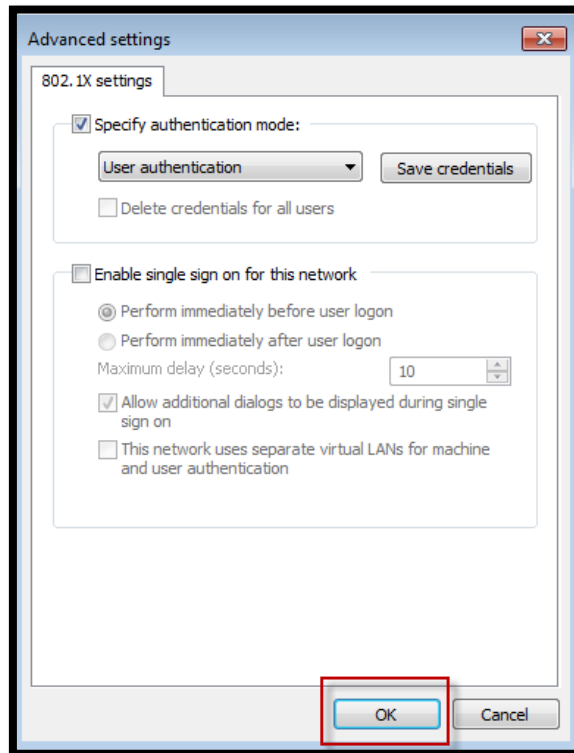 Advanced settings
802.1X settings
Specify authentication mode:
User authentication
Save credentials
Delete credentials for all users
Enable single sign on for this network
Perform immediately before user logon
Perform immediately after user logon
Maximum delay (seconds):
10
Allow additional dialogs to be displayed during single
sign on
This network uses separate virtual LANs for machine
and user authentication
OK
Cancel